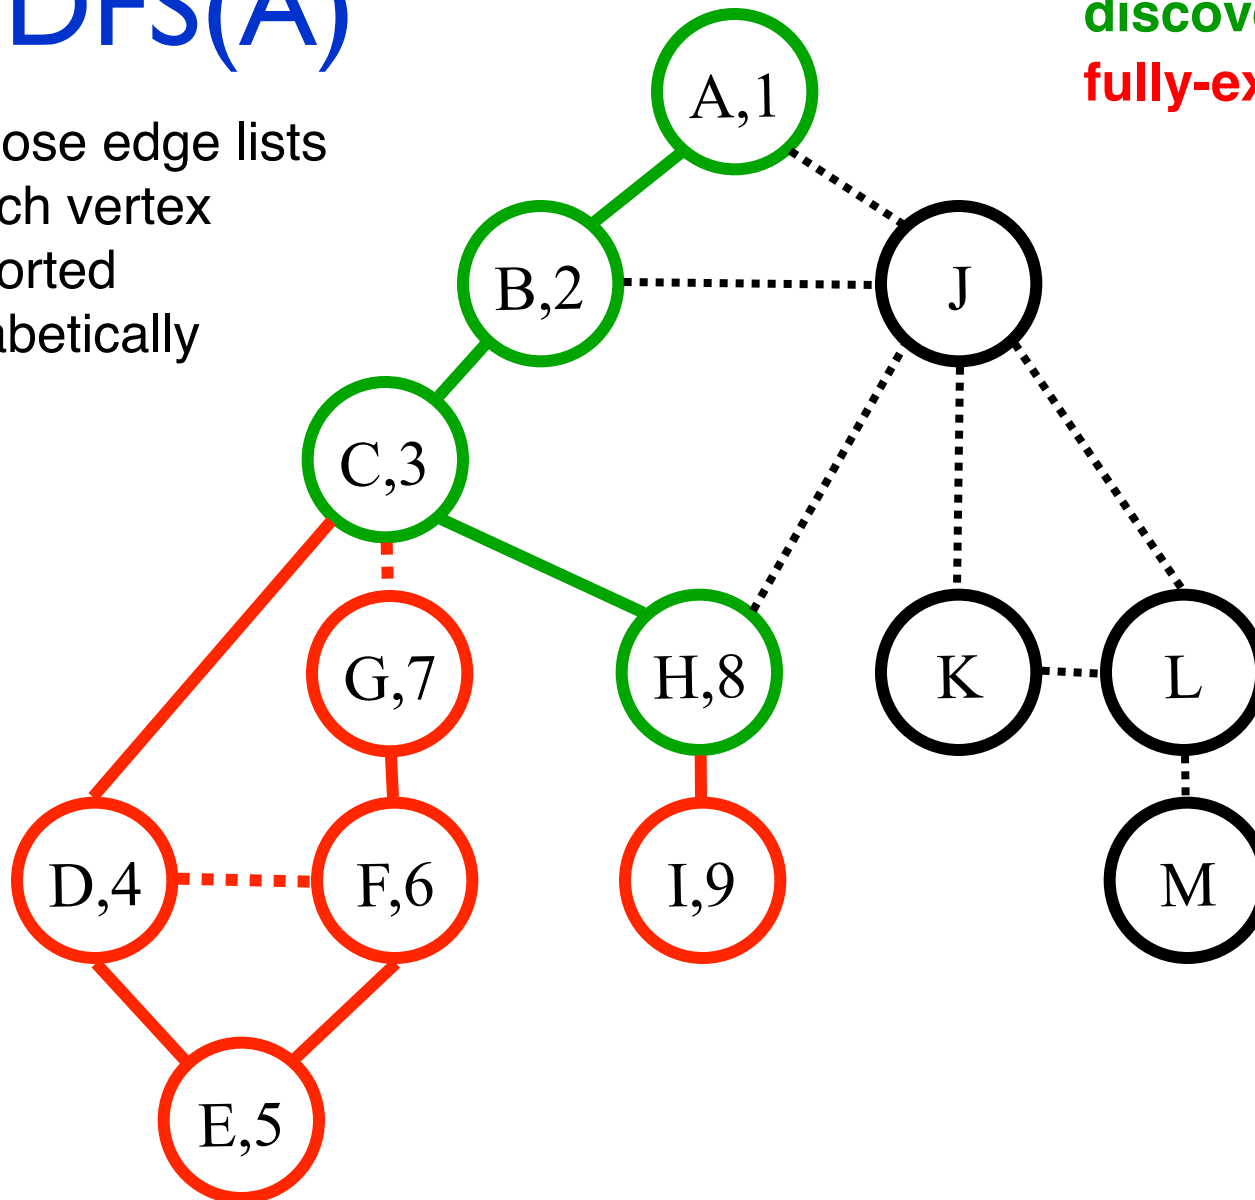 DFS(A)
discov
fully-ex
ose edge lists
ch vertex
orted
abetically
A,1
B,2
J
C,3
G,7
H,8
K
L
D,4
F,6
I,9
M
E,5